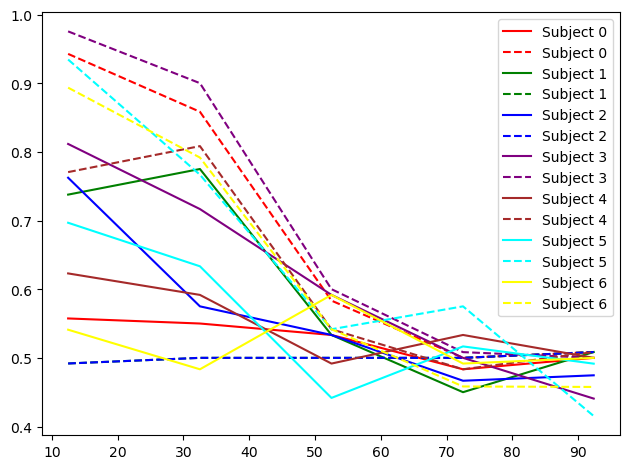 1.0
0.9
0.8
0.7
0.6
0.5
0.4
10 20 30 40 50 60 70 80 90
Subject 0
Subject 0
Subject 1
Subject 1
Subject 2
Subject 2
Subject 3
Subject 3
Subject 4
Subject 4
Subject 5
Subject 5
Subject 6
Subject 6